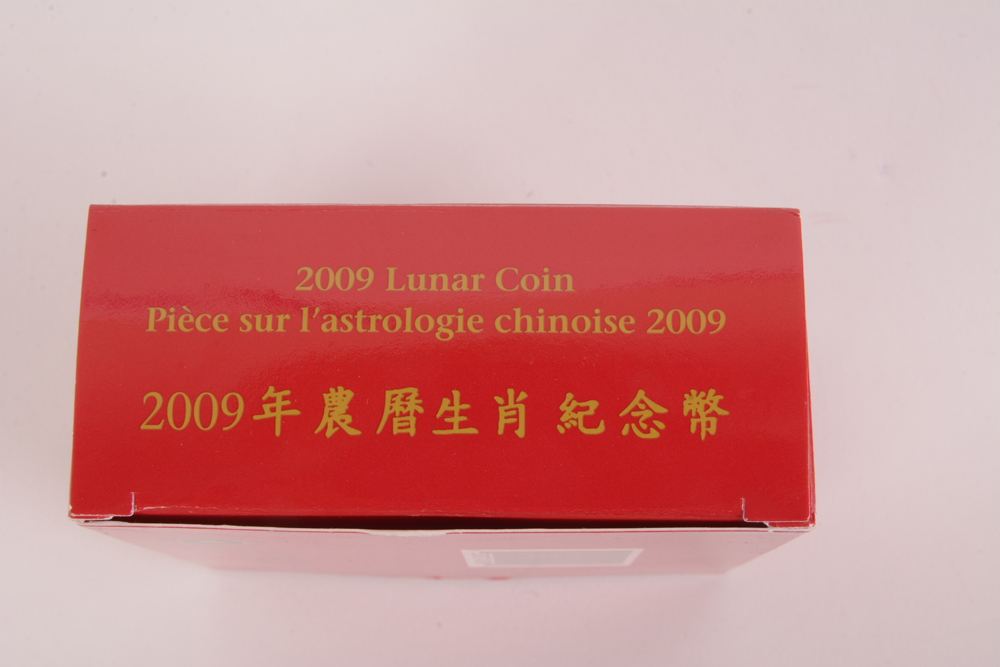 2009 Lunar Coin
Pièce sur l'astrologie chinoise 2009
2009年農曆生肖紀念幣